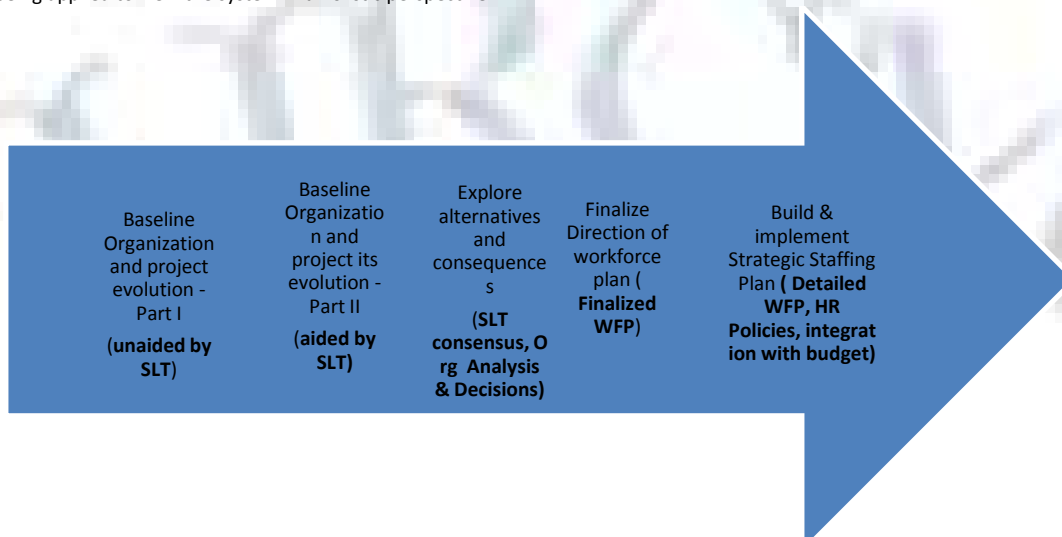 Baseline
Organization
and project
evolution -
Part I
(unaided by
SLT)
Baseline
Organizatio
n and
project its
evolution -
Part II
(aided by
SLT)
Explore
alternatives
and
consequence
s
(SLT
consensus, O
rg Analysis
& Decisions)
Finalize
Direction of
workforce
plan (
Finalized
WFP)
Build &
implement
Strategic Staffing
Plan ( Detailed
WFP, HR
Policies, integrat
ion with budget)